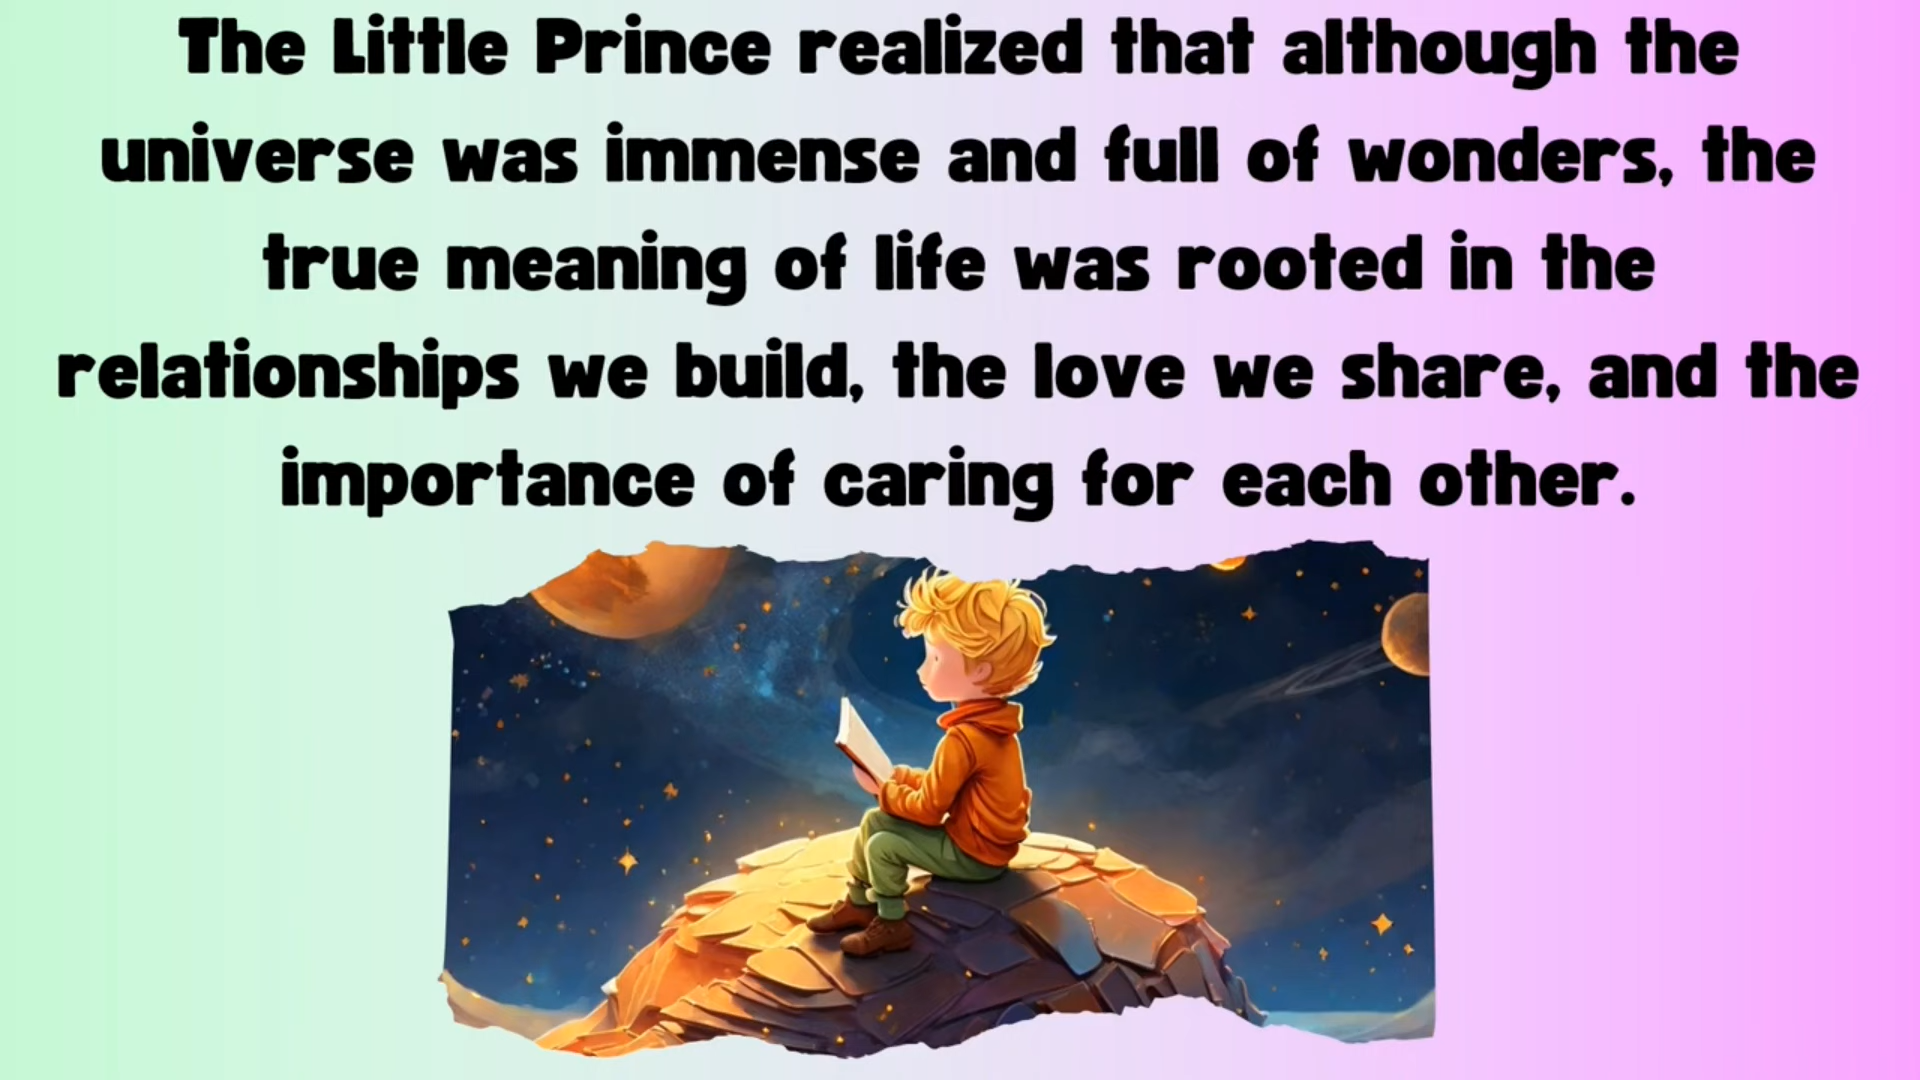 The Little Prince realized that although the
universe was immense and full of wonders, the
true meaning of life was rooted in the
relationships we build, the love we share, and the
importance of caring for each other.